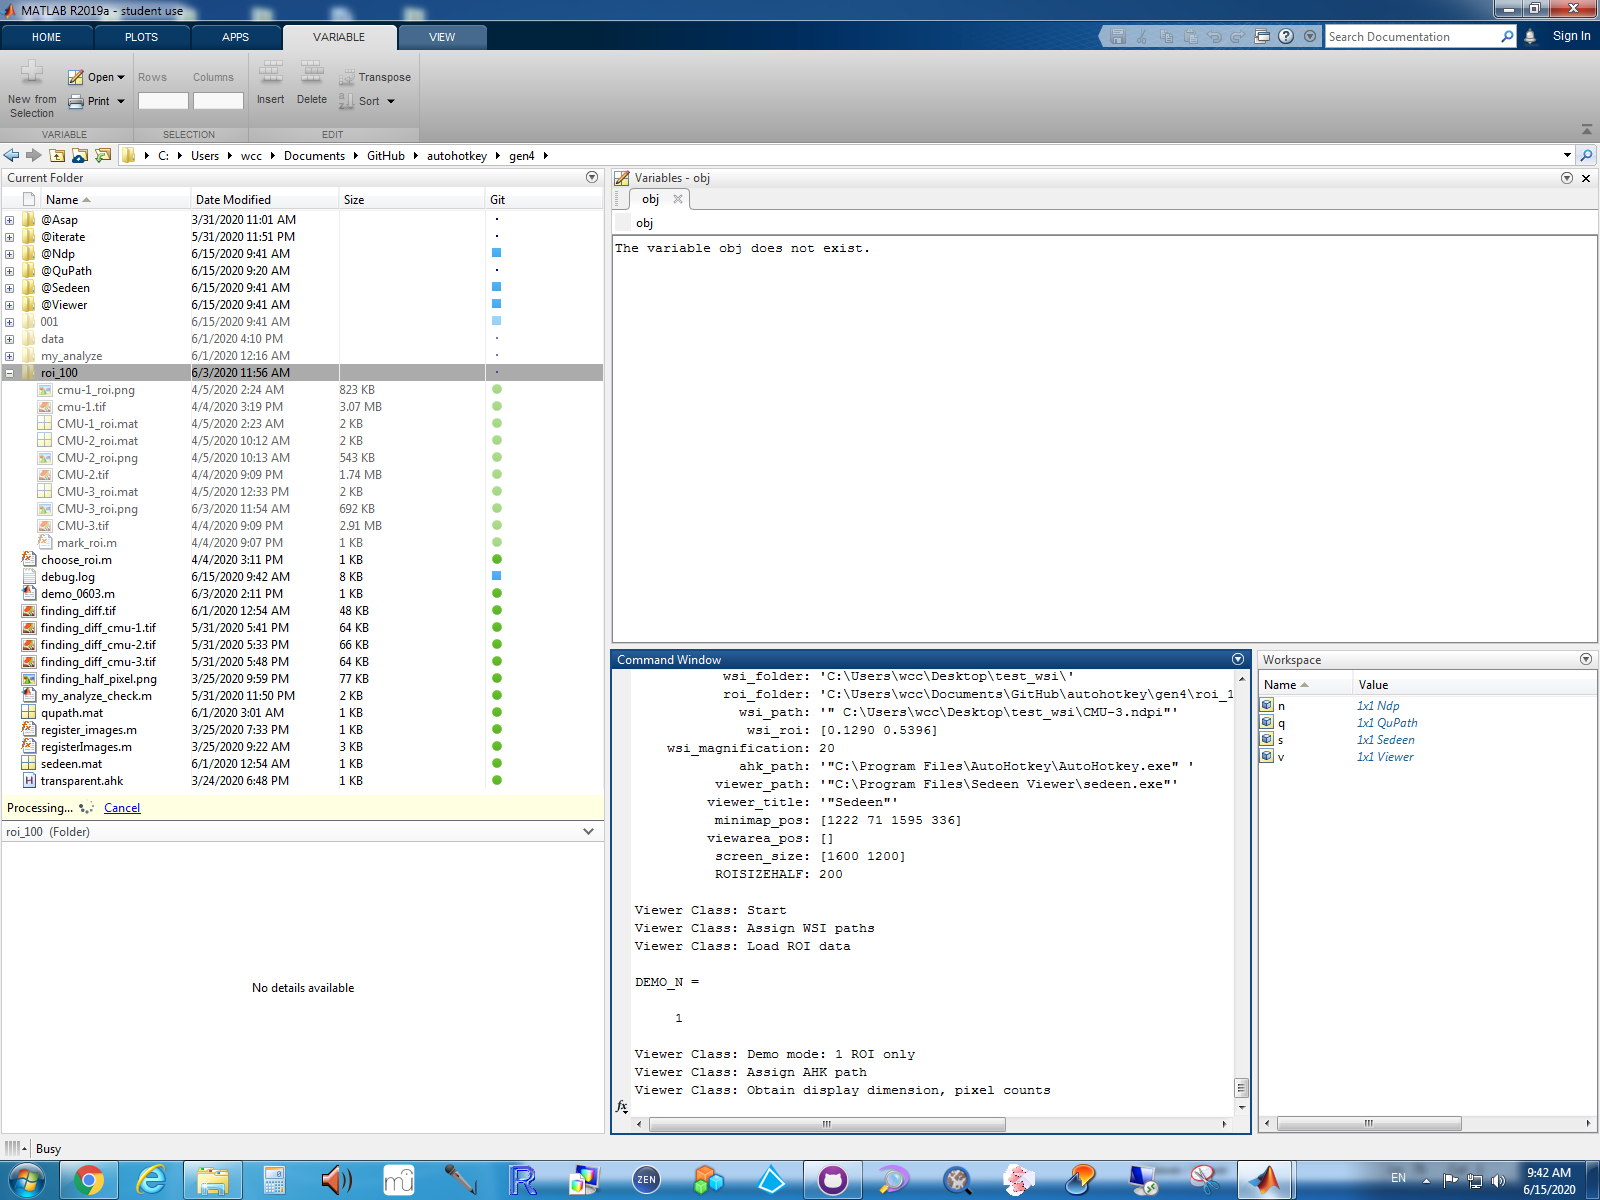 MATLAB R2019a - student use
HOME PLOTS APPS VARIABLE VIEW
Search Documentation Sign In
New from Selection
Open
Print
Rows Columns
Insert Delete
Transpose
Sort
VARIABLE SELECTION EDIT
C: Users wcc Documents GitHub autohotkey gen4
Current Folder
Name Date Modified Size Git
@Asap 3/31/2020 11:01 AM
@iterate 5/31/2020 11:51 PM
@Ndp 6/15/2020 9:41 AM
@QuPath 6/15/2020 9:20 AM
@Sedeen 6/15/2020 9:41 AM
@Viewer 6/15/2020 9:41 AM
001 6/15/2020 9:41 AM
data 6/1/2020 4:10 PM
my_analyze 6/1/2020 12:16 AM
roi_100 6/3/2020 11:56 AM
cmu-1_roi.png 4/5/2020 2:24 AM 823 KB
cmu-1.tif 4/4/2020 3:19 PM 3.07 MB
CMU-1_roi.mat 4/5/2020 2:23 AM 2 KB
CMU-2_roi.mat 4/5/2020 10:12 AM 2 KB
CMU-2_roi.png 4/5/2020 10:13 AM 543 KB
CMU-2.tif 4/4/2020 9:09 PM 1.74 MB
CMU-3_roi.mat 4/5/2020 12:33 PM 2 KB
CMU-3_roi.png 6/3/2020 11:54 AM 692 KB
CMU-3.tif 4/4/2020 9:09 PM 2.91 MB
mark_roi.m 4/4/2020 9:07 PM 1 KB
choose_roi.m 4/4/2020 3:11 PM 1 KB
debug.log 6/15/2020 9:42 AM 8 KB
demo_0603.m 6/3/2020 2:11 PM 1 KB
finding_diff.tif 6/1/2020 12:54 AM 48 KB
finding_diff_cmu-1.tif 5/31/2020 5:41 PM 64 KB
finding_diff_cmu-2.tif 5/31/2020 5:33 PM 66 KB
finding_diff_cmu-3.tif 5/31/2020 5:48 PM 64 KB
finding_half_pixel.png 3/25/2020 9:59 PM 77 KB
my_analyze_check.m 5/31/2020 11:50 PM 2 KB
qupath.mat 6/1/2020 3:01 AM 1 KB
register_images.m 3/25/2020 7:33 PM 1 KB
registerImages.m 3/25/2020 9:22 AM 3 KB
sedeen.mat 6/1/2020 12:54 AM 1 KB
transparent.ahk 3/24/2020 6:48 PM 1 KB
Processing... Cancel
roi_100 (Folder)
No details available
Variables - obj
obj
obj
The variable obj does not exist.
Command Window
wsi_folder: 'C:\Users\wcc\Desktop\test_wsi\'
roi_folder: 'C:\Users\wcc\Documents\GitHub\autohotkey\gen4\roi_1
wsi_path: '" C:\Users\wcc\Desktop\test_wsi\CMU-3.ndpi"'
wsi_roi: [0.1290 0.5396]
wsi_magnification: 20
ahk_path: '"C:\Program Files\AutoHotkey\AutoHotkey.exe" '
viewer_path: '"C:\Program Files\Sedeen Viewer\sedeen.exe"'
viewer_title: '"Sedeen"'
minimap_pos: [1222 71 1595 336]
viewarea_pos: []
screen_size: [1600 1200]
ROISIZEHALF: 200
Viewer Class: Start
Viewer Class: Assign WSI paths
Viewer Class: Load ROI data
DEMO_N =
1
Viewer Class: Demo mode: 1 ROI only
Viewer Class: Assign AHK path
Viewer Class: Obtain display dimension, pixel counts
fx
Workspace
Name Value
n 1x1 Ndp
q 1x1 QuPath
s 1x1 Sedeen
v 1x1 Viewer
Busy
ZEN
EN
9:42 AM
6/15/2020